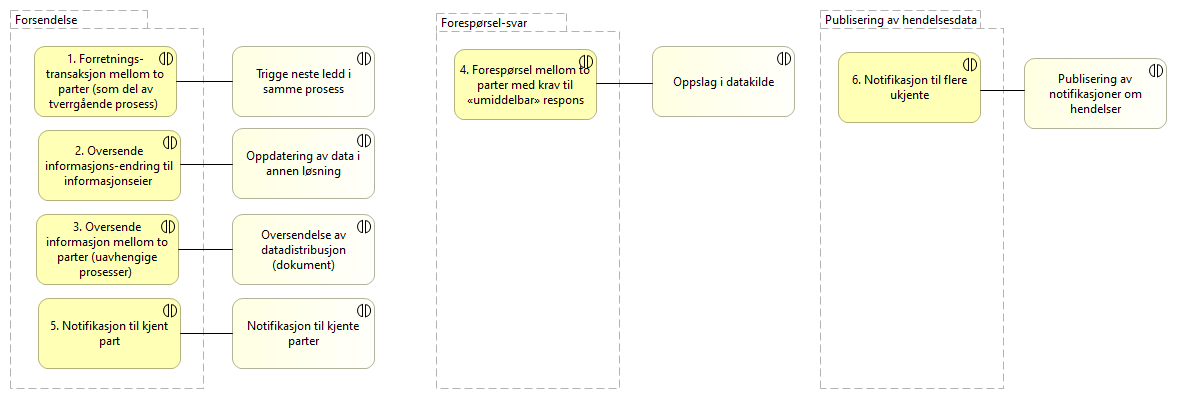 Forsendelse
1. Forretnings-
transaksjon mellom to
parter (som del av
tverrgående prosess)
Trigge neste ledd i
samme prosess
2. Oversende
informasjons-endring til
informasjonseier
Oppdatering av data i
annen løsning
3. Oversende
informasjon mellom to
parter (uavhengige
prosesser)
Oversendelse av
datadistribusjon
(dokument)
5. Notifikasjon til kjent
part
Notifikasjon til kjente
parter
Forespørsel-svar
4. Forespørsel mellom to
parter med krav til
«umiddelbar» respons
Oppslag i datakilde
Publisering av hendelsesdata
6. Notifikasjon til flere
ukjente
Publisering av
notifikasjoner om
hendelser